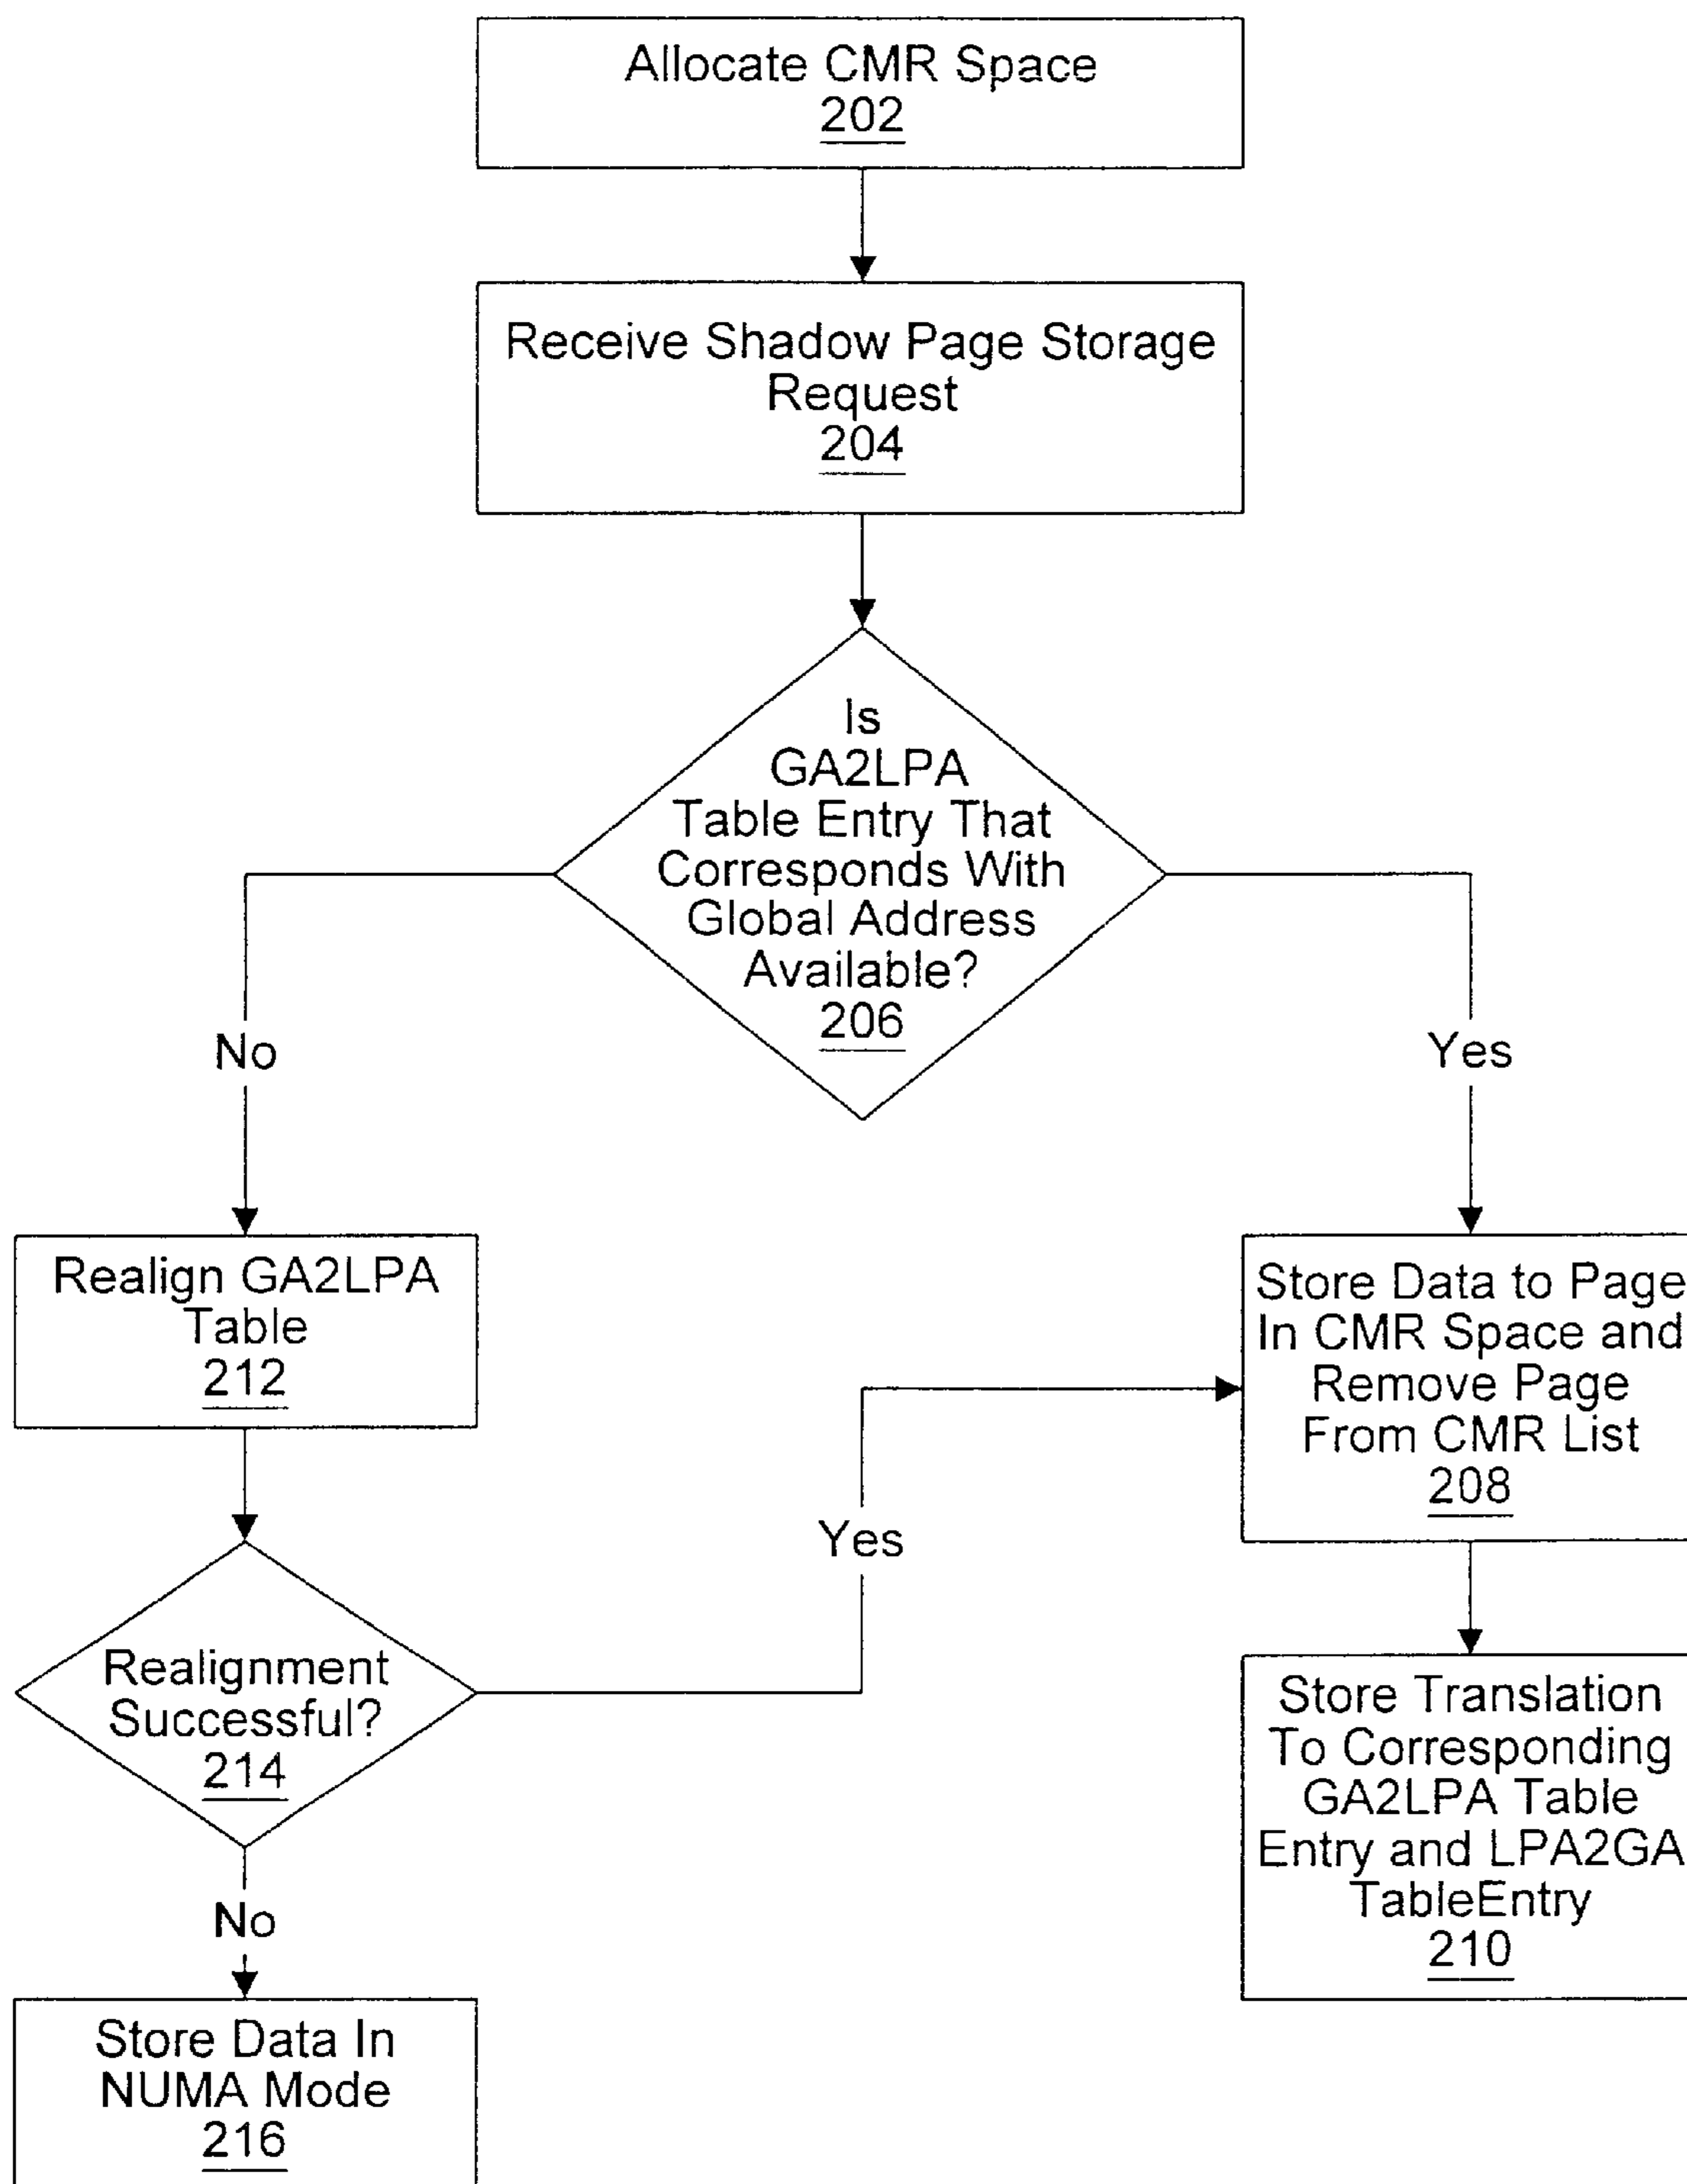 Allocate CMR Space
202
Receive Shadow Page Storage
Request
204
Is
GA2LPA
Table Entry That
Corresponds With
Global Address
Available?
206
No
Yes
Realign GA2LPA
Table
212
Store Data to Page
In CMR Space and
Remove Page
From CMR List
208
Yes
Realignment
Successful?
214
Store Translation
To Corresponding
GA2LPA Table
Entry and LPA2GA
TableEntry
210
No
Store Data In
NUMA Mode
216